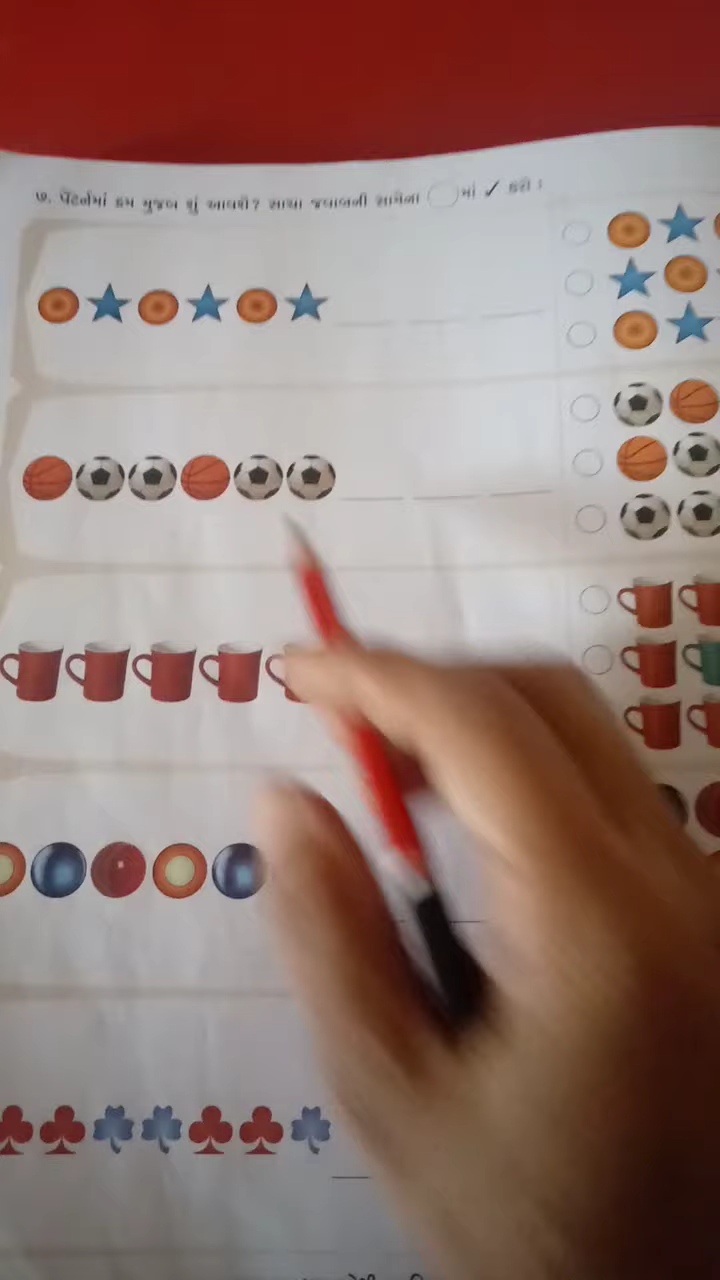 ૭. પેટર્નમાં ક્રમ મુજબ શું આવશે? સાચા જવાબની સામેના ◯ માં ✓ કરો :